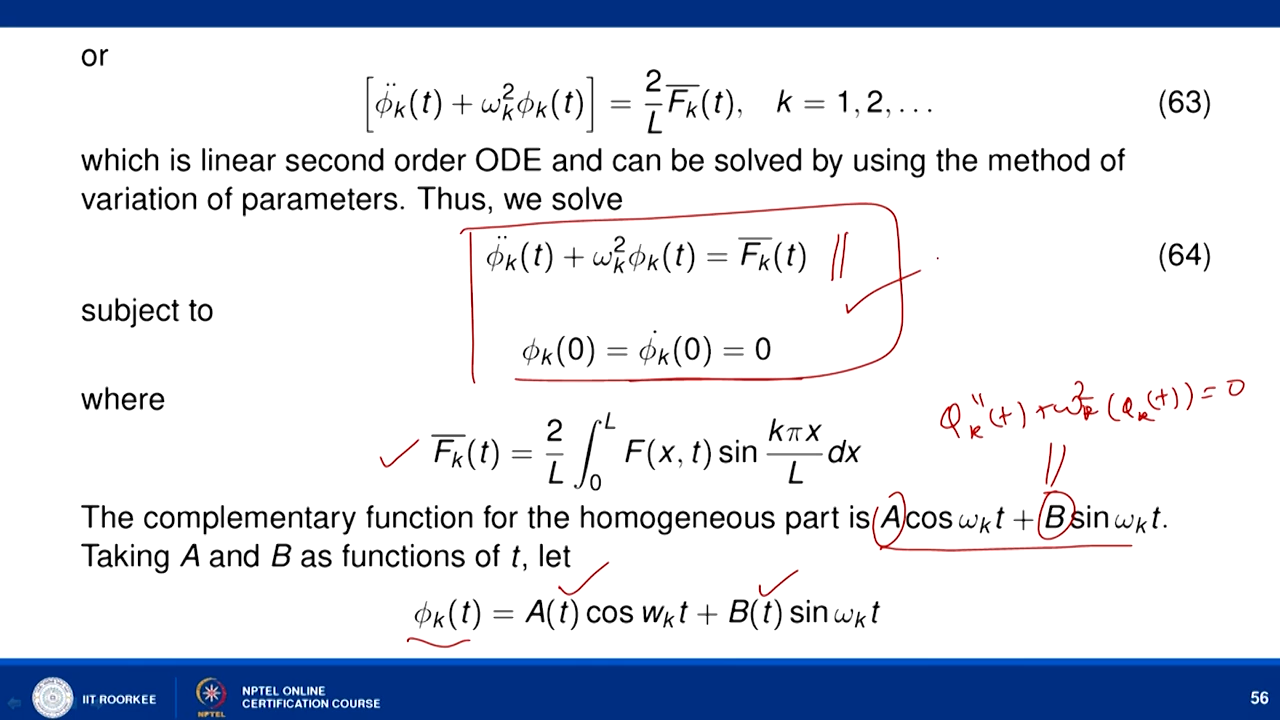 or
[φ̈ₖ(t) + ωₖ²φₖ(t)] = 2/L F̅ₖ(t), k = 1, 2, … (63)
which is linear second order ODE and can be solved by using the method of
variation of parameters. Thus, we solve
φ̈ₖ(t) + ωₖ²φₖ(t) = F̅ₖ(t) (64)
subject to
φₖ(0) = φ̇ₖ(0) = 0
where
φₖ''(t) + ωₖ²(φₖ(t)) = 0
F̅ₖ(t) = 2/L ∫₀ᴸ F(x, t) sin kπx/L dx
The complementary function for the homogeneous part is A cos ωₖt + B sin ωₖt.
Taking A and B as functions of t, let
φₖ(t) = A(t) cos wₖt + B(t) sin ωₖt
IIT ROORKEE
NPTEL
NPTEL ONLINE
CERTIFICATION COURSE
56